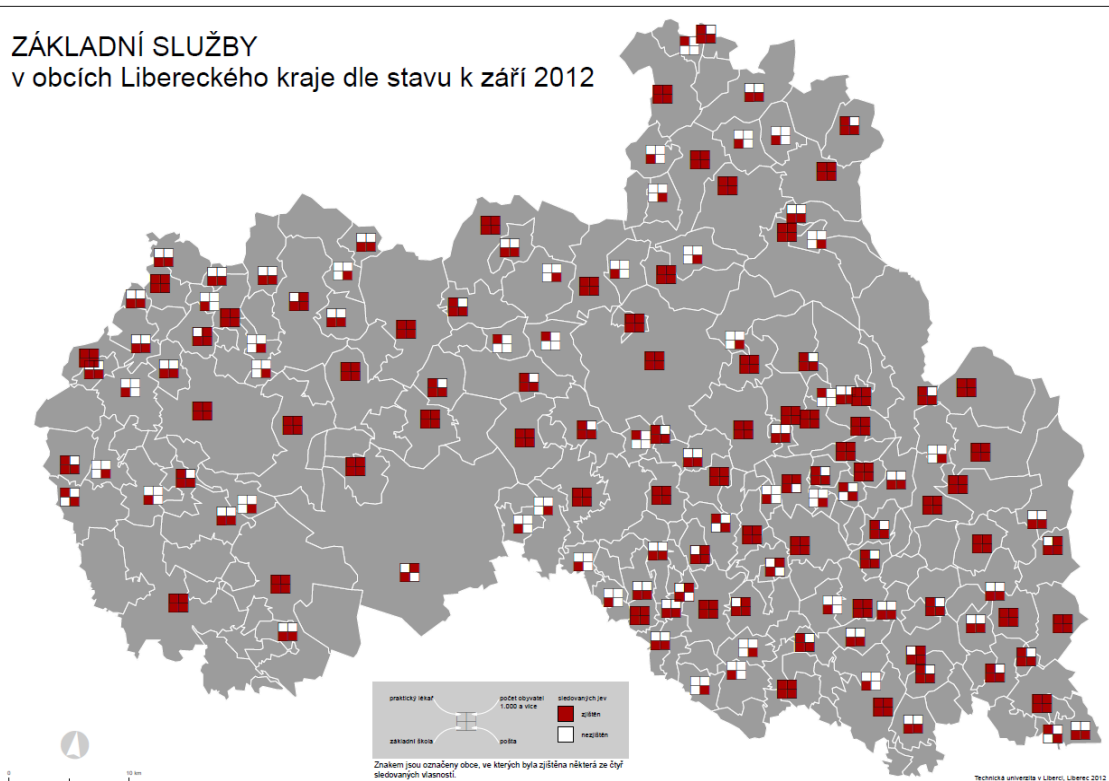 ZÁKLADNÍ SLUŽBY
v obcích Libereckého kraje dle stavu k září 2012
praktický lékař
počet obyvatel
1.000 a více
sledovaných jev
zjištěn
nezjištěn
základní škola
pošta
Znakem jsou označeny obce, ve kterých byla zjištěna některá ze čtyř
sledovaných vlasností.
0
10 km
Technická univerzita v Liberci, Liberec 2012